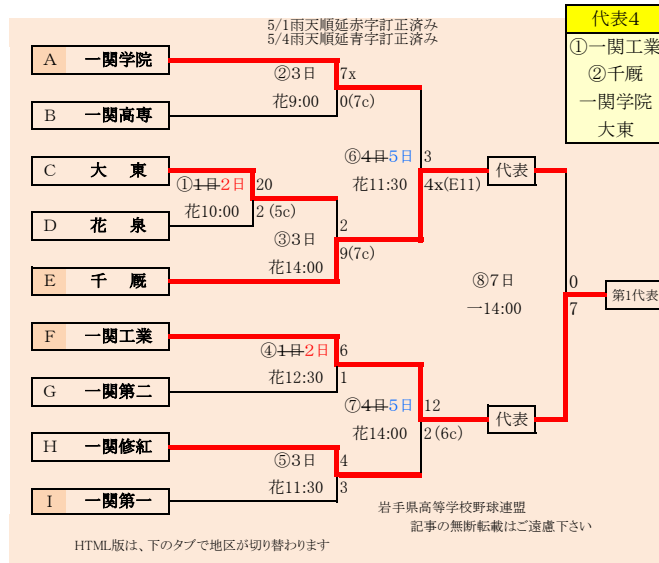 5/1雨天順延赤字訂正済み
5/4雨天順延青字訂正済み
代表4
①一関工業
②千厩
一関学院
大東
A 一関学院
②3日 7x
花9:00 0(7c)
B 一関高専
⑥4日5日 3
花11:30 4x(E11)
代表
C 大 東
①1日2日 20
花10:00 2 (5c)
D 花 泉
2
③3日 9(7c)
花14:00
E 千 厩
⑧7日 0
一14:00 7
第1代表
F 一関工業
④1日2日 6
花12:30 1
G 一関第二
⑦4日5日 12
花14:00 2 (6c)
代表
H 一関修紅
⑤3日 4
花11:30 3
I 一関第一
岩手県高等学校野球連盟
記事の無断転載はご遠慮下さい
HTML版は、下のタブで地区が切り替わります